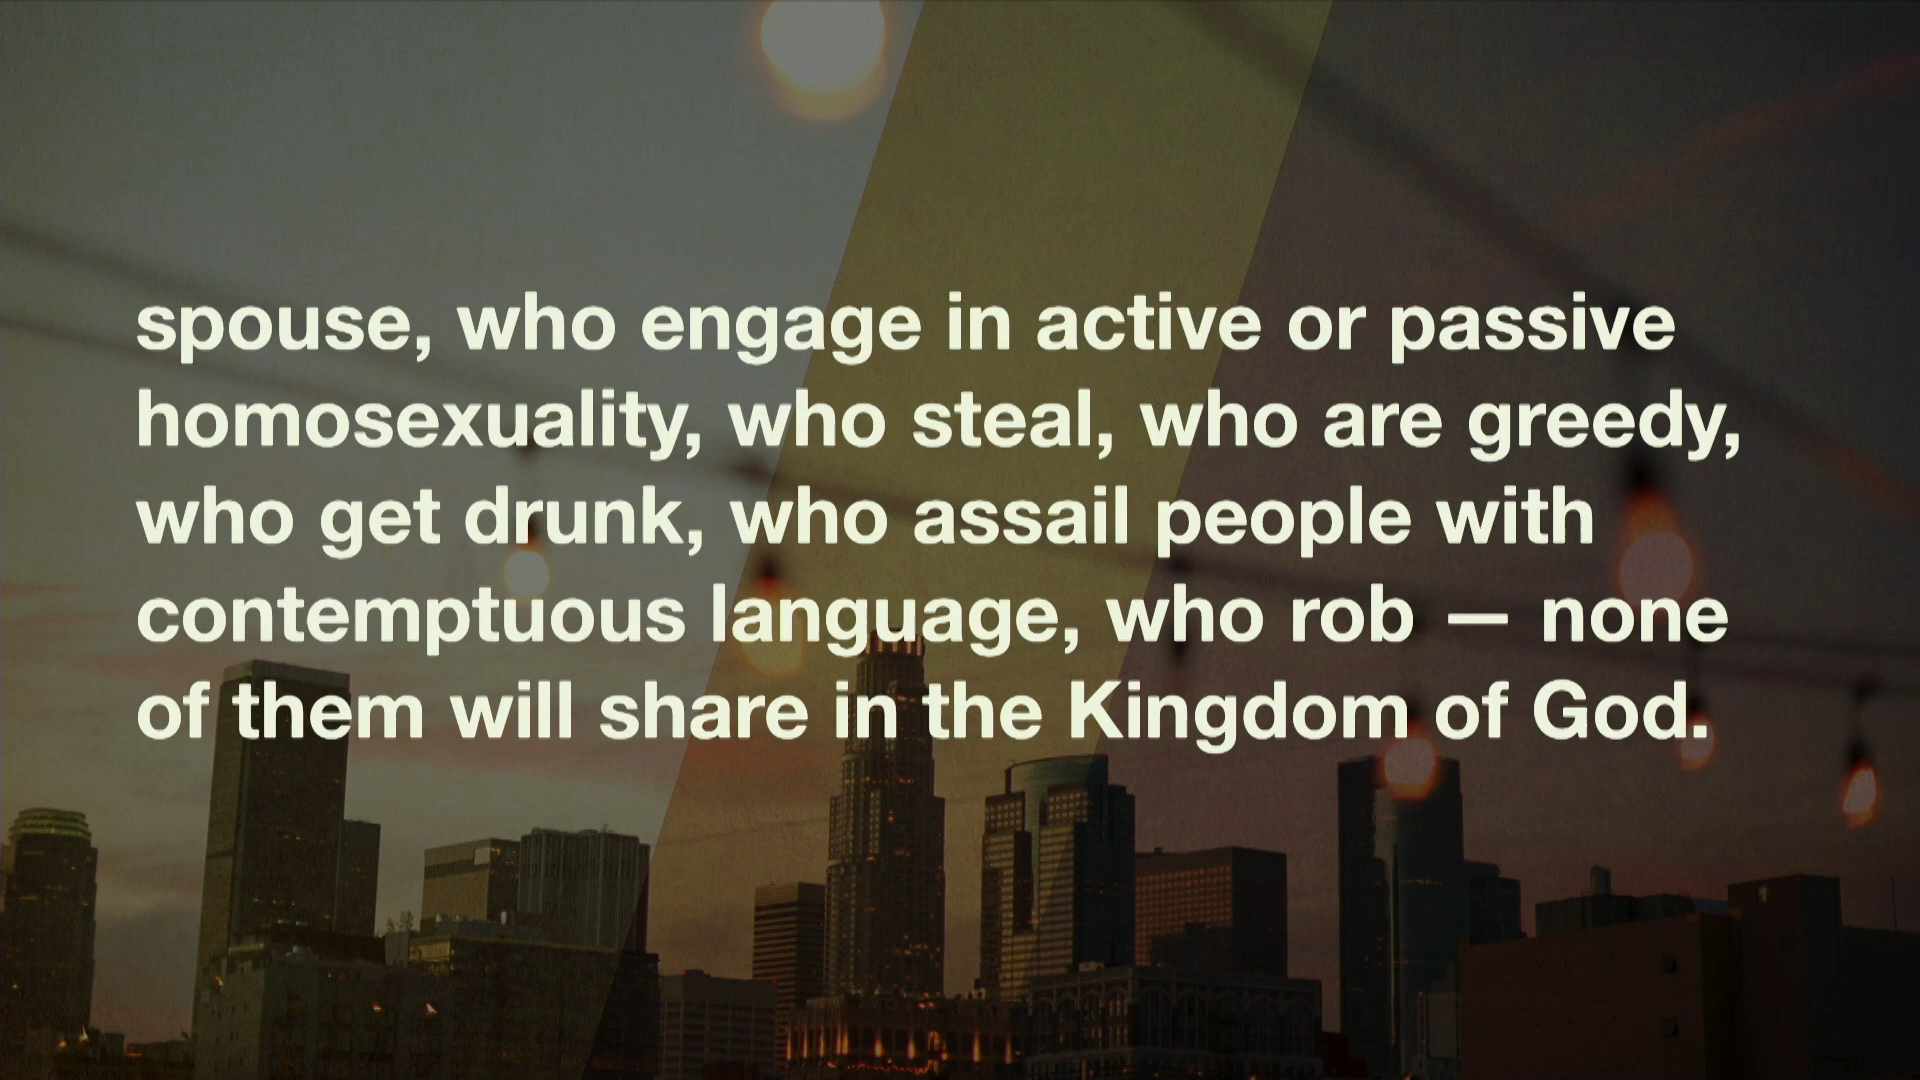 spouse, who engage in active or passive
homosexuality, who steal, who are greedy,
who get drunk, who assail people with
contemptuous language, who rob — none
of them will share in the Kingdom of God.